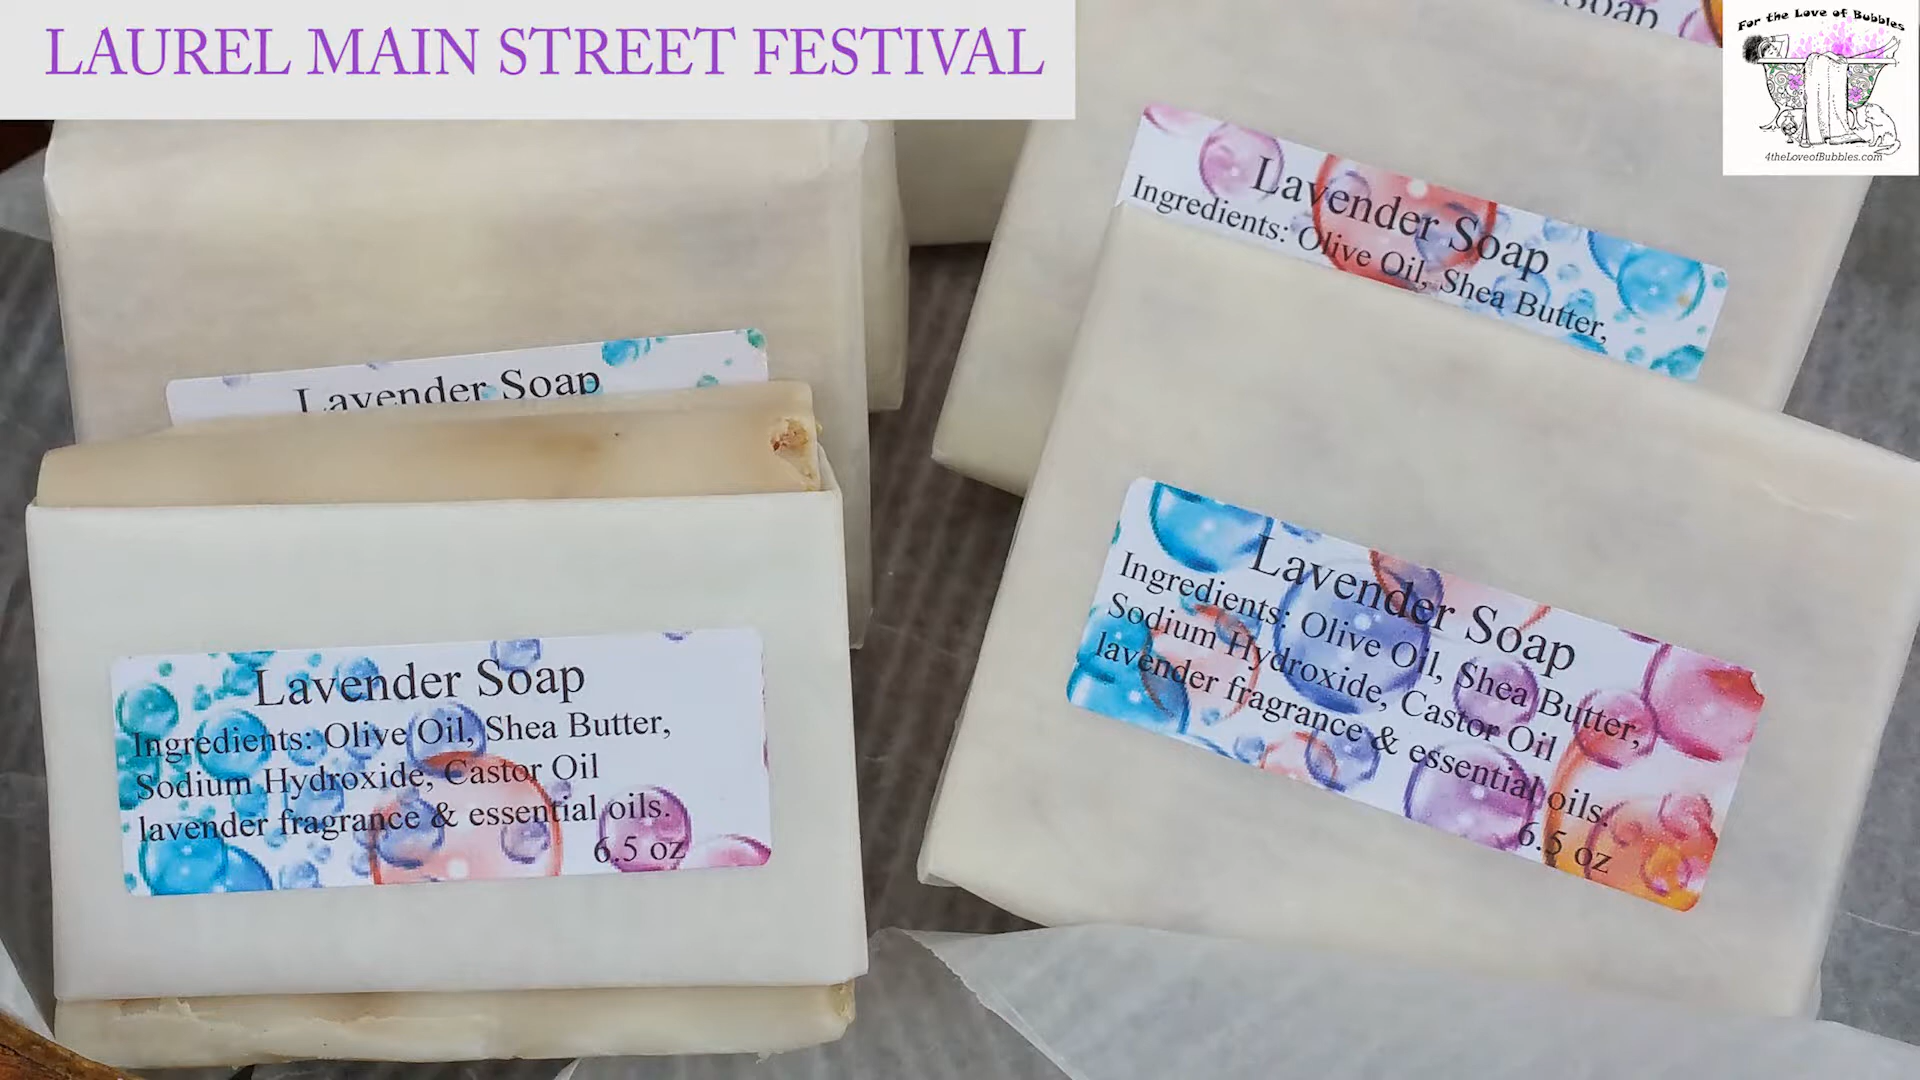 LAUREL MAIN STREET FESTIVAL
For the Love of Bubbles
4theLoveofBubbles.com
Soap
Lavender Soap
Ingredients: Olive Oil, Shea Butter,
Lavender Soap
Lavender Soap
Ingredients: Olive Oil, Shea Butter,
Sodium Hydroxide, Castor Oil
lavender fragrance & essential oils.
6.5 oz
Lavender Soap
Ingredients: Olive Oil, Shea Butter,
Sodium Hydroxide, Castor Oil
lavender fragrance & essential oils.
6.5 oz